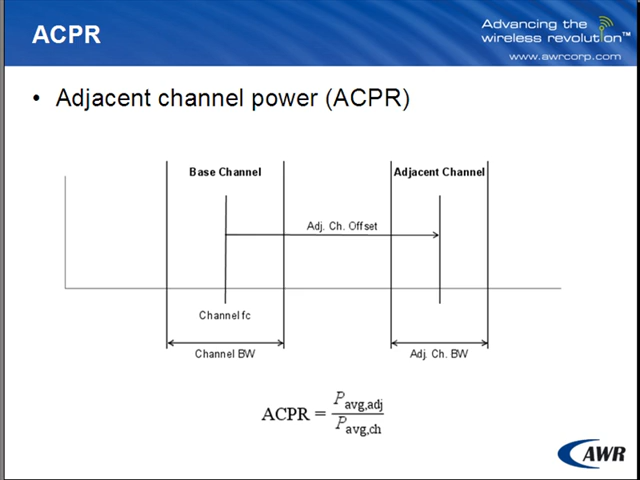 ACPR
Advancing the
wireless revolution™
www.awrcorp.com
• Adjacent channel power (ACPR)
Base Channel
Adjacent Channel
Adj. Ch. Offset
Channel fc
Channel BW
Adj. Ch. BW
ACPR = P avg,adj / P avg,ch
AWR